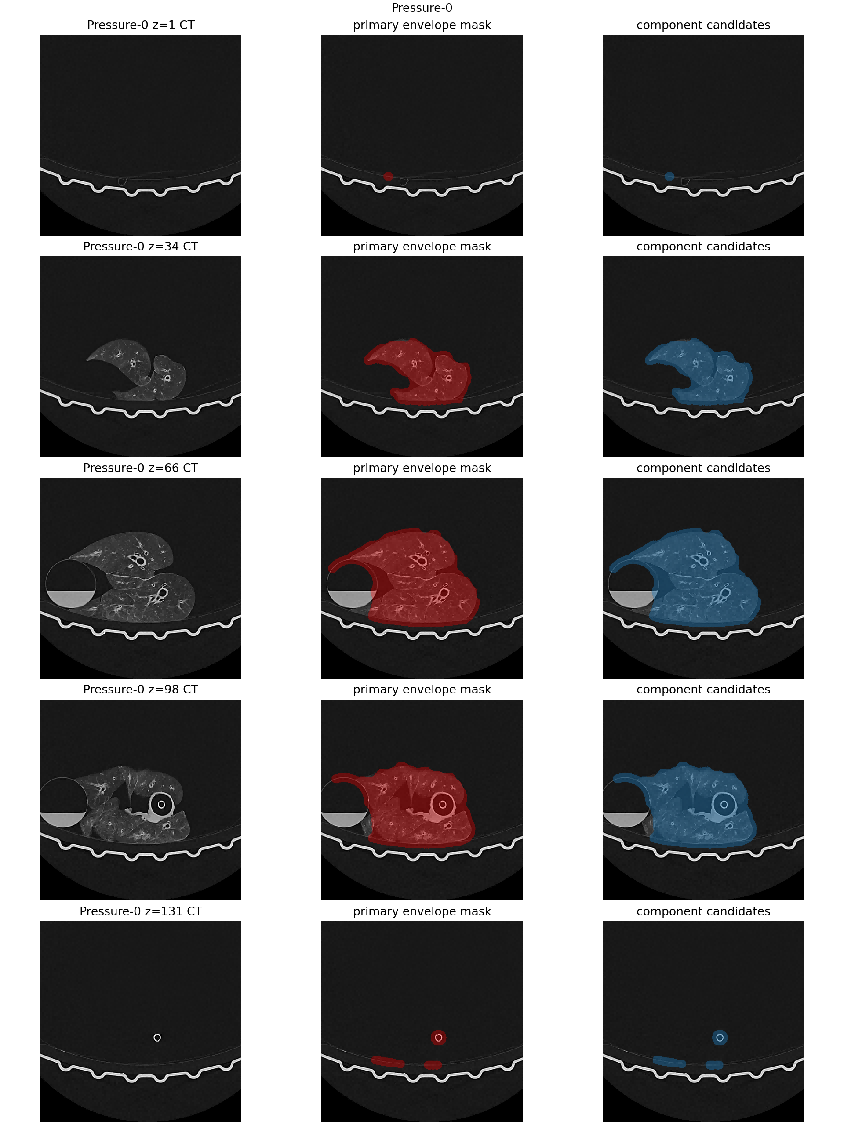 Pressure-0
Pressure-0 z=1 CT primary envelope mask component candidates
Pressure-0 z=34 CT primary envelope mask component candidates
Pressure-0 z=66 CT primary envelope mask component candidates
Pressure-0 z=98 CT primary envelope mask component candidates
Pressure-0 z=131 CT primary envelope mask component candidates